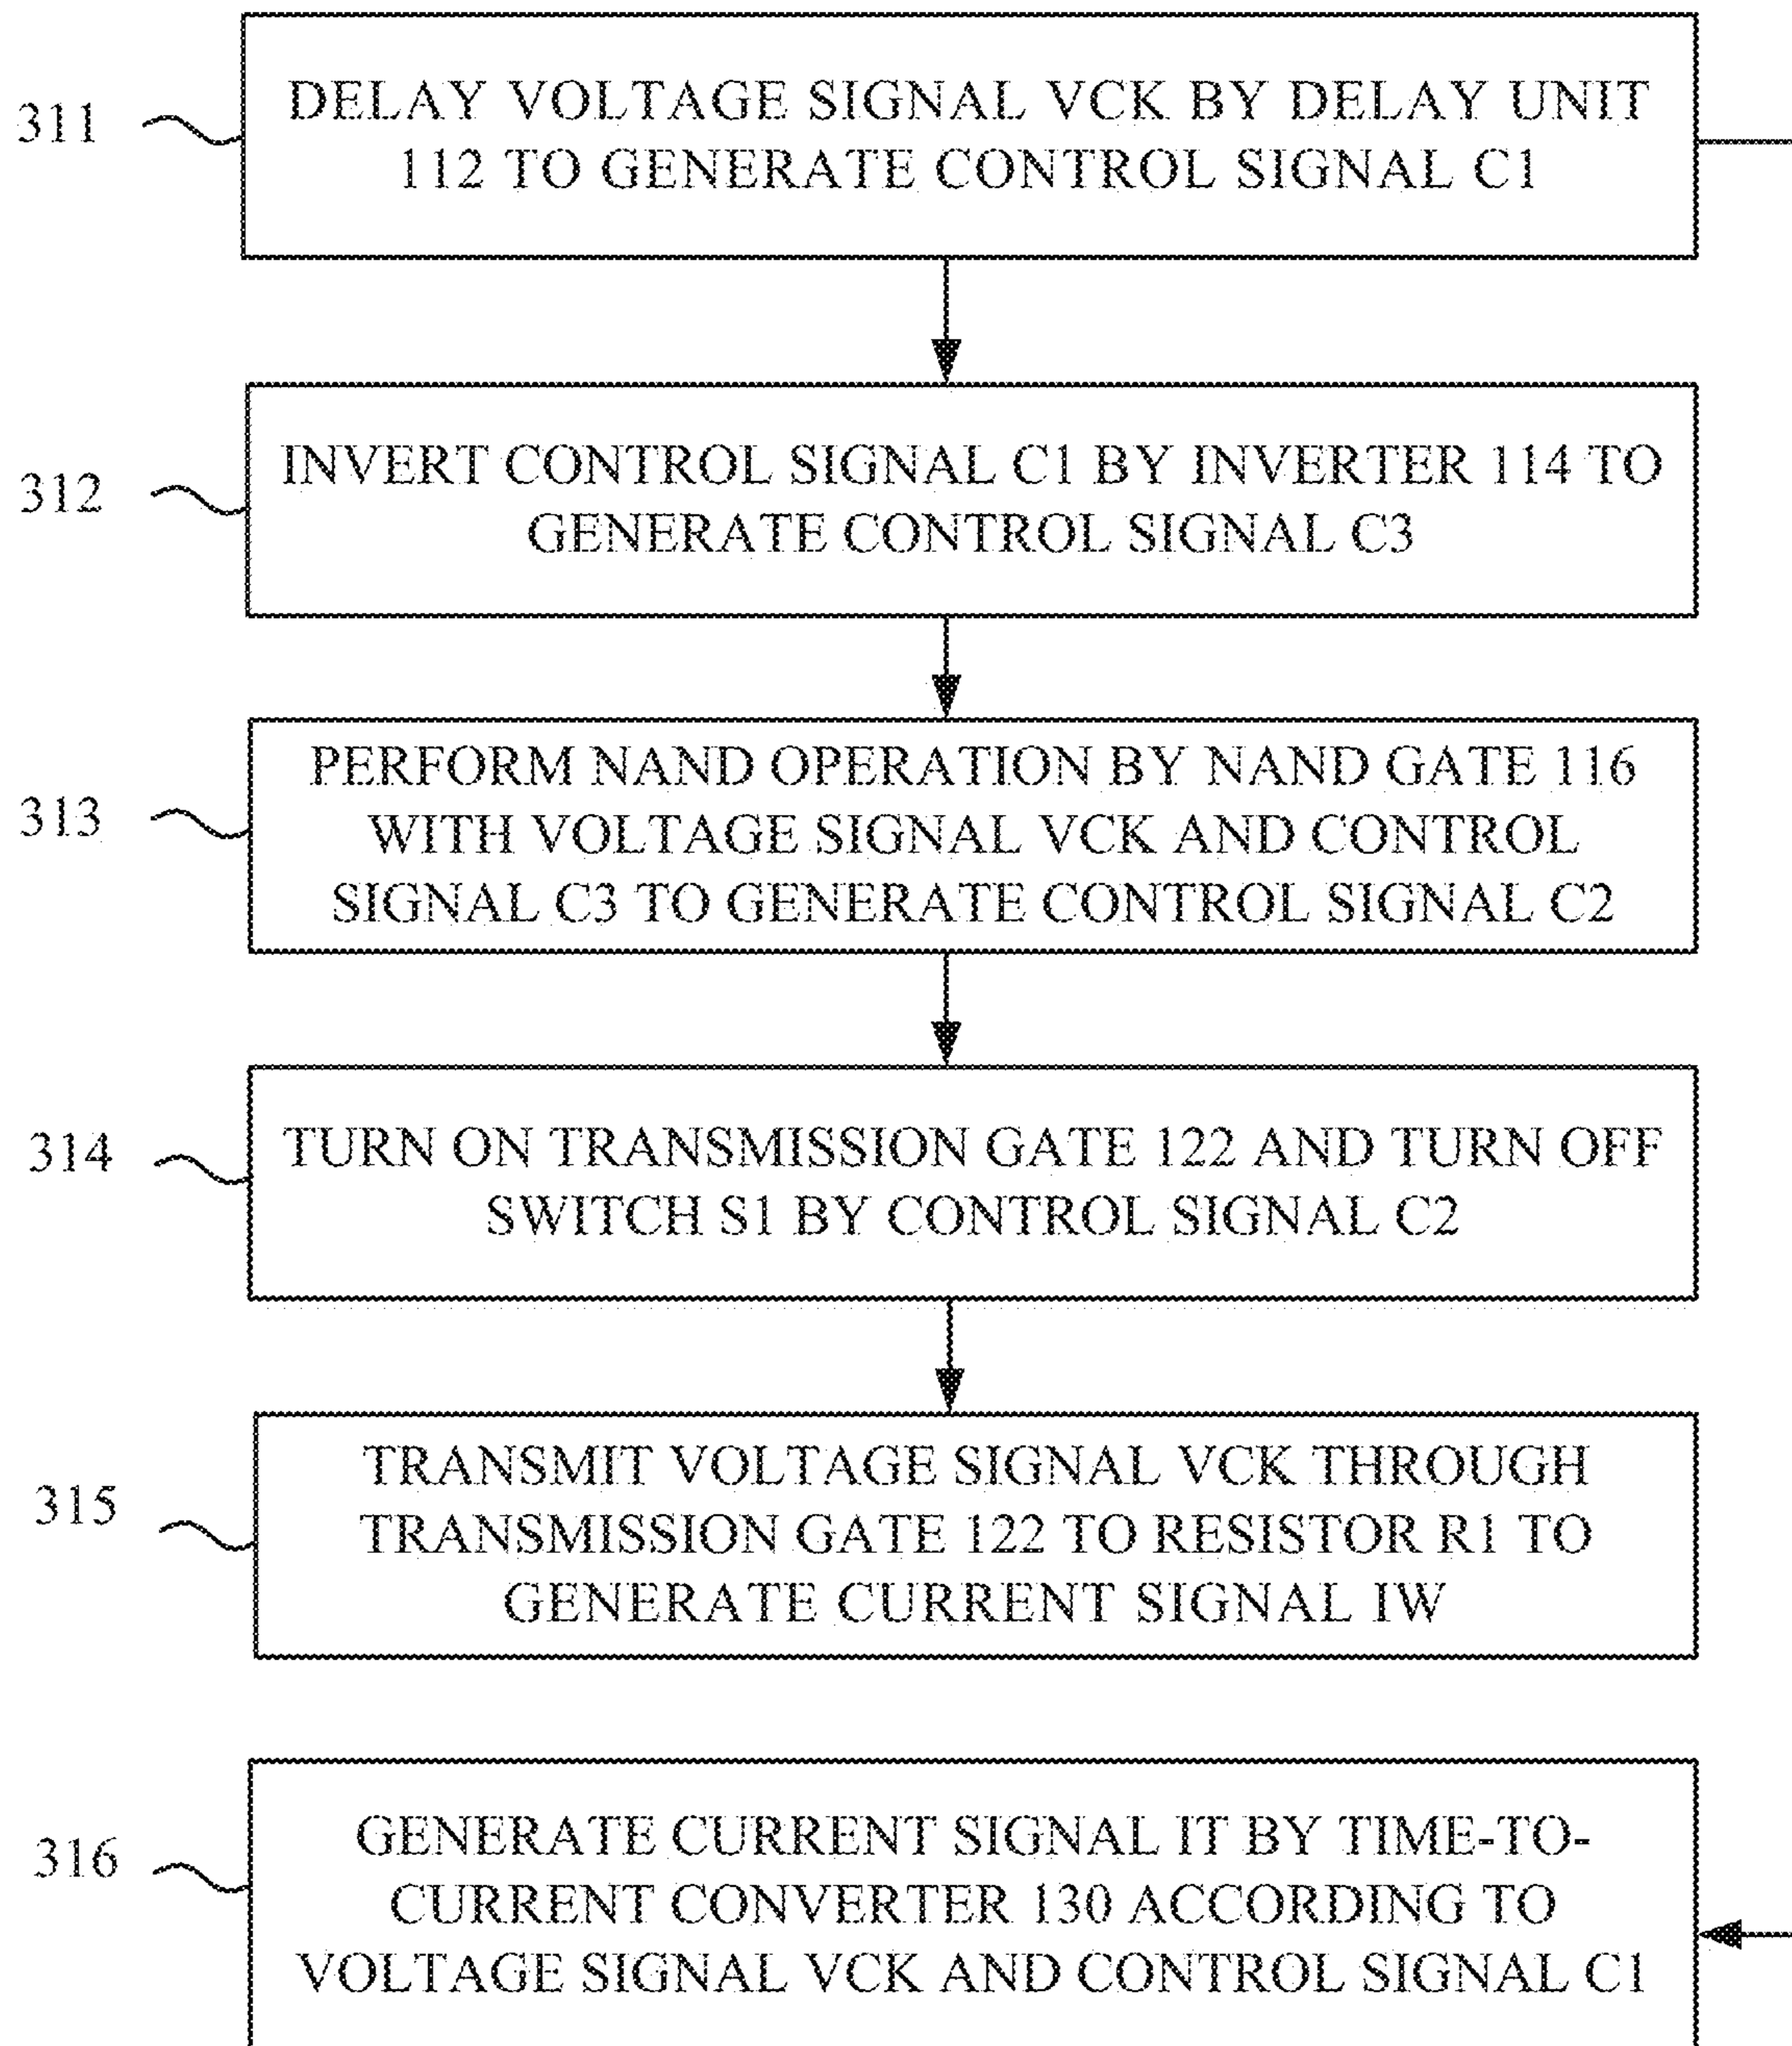 311
DELAY VOLTAGE SIGNAL VCK BY DELAY UNIT
112 TO GENERATE CONTROL SIGNAL C1
312
INVERT CONTROL SIGNAL C1 BY INVERTER 114 TO
GENERATE CONTROL SIGNAL C3
313
PERFORM NAND OPERATION BY NAND GATE 116
WITH VOLTAGE SIGNAL VCK AND CONTROL
SIGNAL C3 TO GENERATE CONTROL SIGNAL C2
314
TURN ON TRANSMISSION GATE 122 AND TURN OFF
SWITCH S1 BY CONTROL SIGNAL C2
315
TRANSMIT VOLTAGE SIGNAL VCK THROUGH
TRANSMISSION GATE 122 TO RESISTOR R1 TO
GENERATE CURRENT SIGNAL IW
316
GENERATE CURRENT SIGNAL IT BY TIME-TO-
CURRENT CONVERTER 130 ACCORDING TO
VOLTAGE SIGNAL VCK AND CONTROL SIGNAL C1